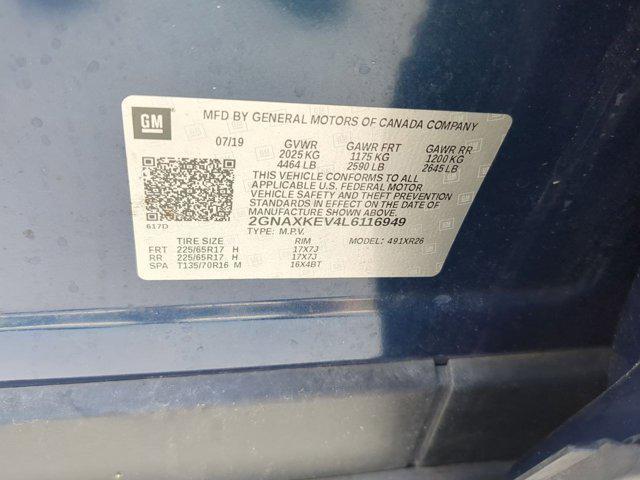 GM
MFD BY GENERAL MOTORS OF CANADA COMPANY
07/19 GVWR GAWR FRT GAWR RR
2025 KG 1175 KG 1200 KG
4464 LB 2590 LB 2645 LB
THIS VEHICLE CONFORMS TO ALL
APPLICABLE U.S. FEDERAL MOTOR
VEHICLE SAFETY AND THEFT PREVENTION
STANDARDS IN EFFECT ON THE DATE OF
MANUFACTURE SHOWN ABOVE.
617D 2GNAXKEV4L6116949
TYPE: M.P.V. MODEL: 491XR26
TIRE SIZE RIM
FRT 225/65R17 H 17X7J
RR 225/65R17 H 17X7J
SPA T135/70R16 M 16X4BT